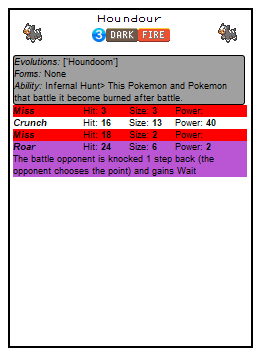 Houndour
3 DARK FIRE
Evolutions: ['Houndoom']
Forms: None
Ability: Infernal Hunt> This Pokemon and Pokemon
that battle it become burned after battle.
Miss Hit: 3 Size: 3 Power:
Crunch Hit: 16 Size: 13 Power: 40
Miss Hit: 18 Size: 2 Power:
Roar Hit: 24 Size: 6 Power: 2
The battle opponent is knocked 1 step back (the
opponent chooses the point) and gains Wait